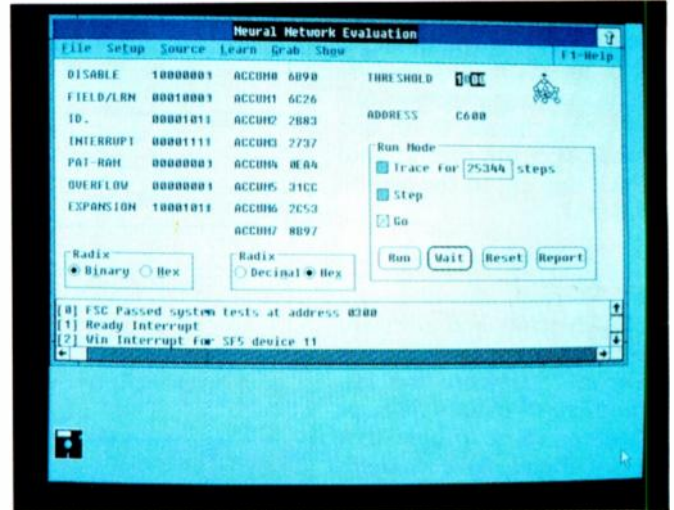 Neural Network Evaluation
File Setup Source Learn Grab Show F1-Help
DISABLE 10000001 ACCUM0 6B90 THRESHOLD
FIELD/LRN 00010001 ACCUM1 6C26
ID. 00001011 ACCUM2 2B83 ADDRESS C600
INTERRUPT 00001111 ACCUM3 2737 Run Mode
PAT-RAM 00000001 ACCUM4 0EA4 Trace for 25344 steps
OVERFLOW 00000001 ACCUM5 31CC Step
EXPANSION 10001011 ACCUM6 2C53 Go
ACCUM7 8B97
Radix Radix Run Wait Reset Report
Binary Hex Decimal Hex
[0] FSC Passed system tests at address 0300
[1] Ready Interrupt
[2] Win Interrupt for SFS device 11